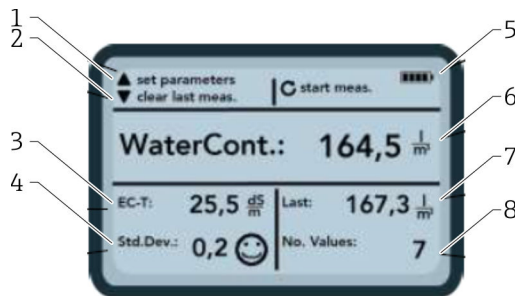 1
2
3
4
5
6
7
8
▲ set parameters
▼ clear last meas.
start meas.
WaterCont.: 164,5 l/m³
EC-T: 25,5 dS/m
Last: 167,3 l/m³
Std.Dev.: 0,2
No. Values: 7